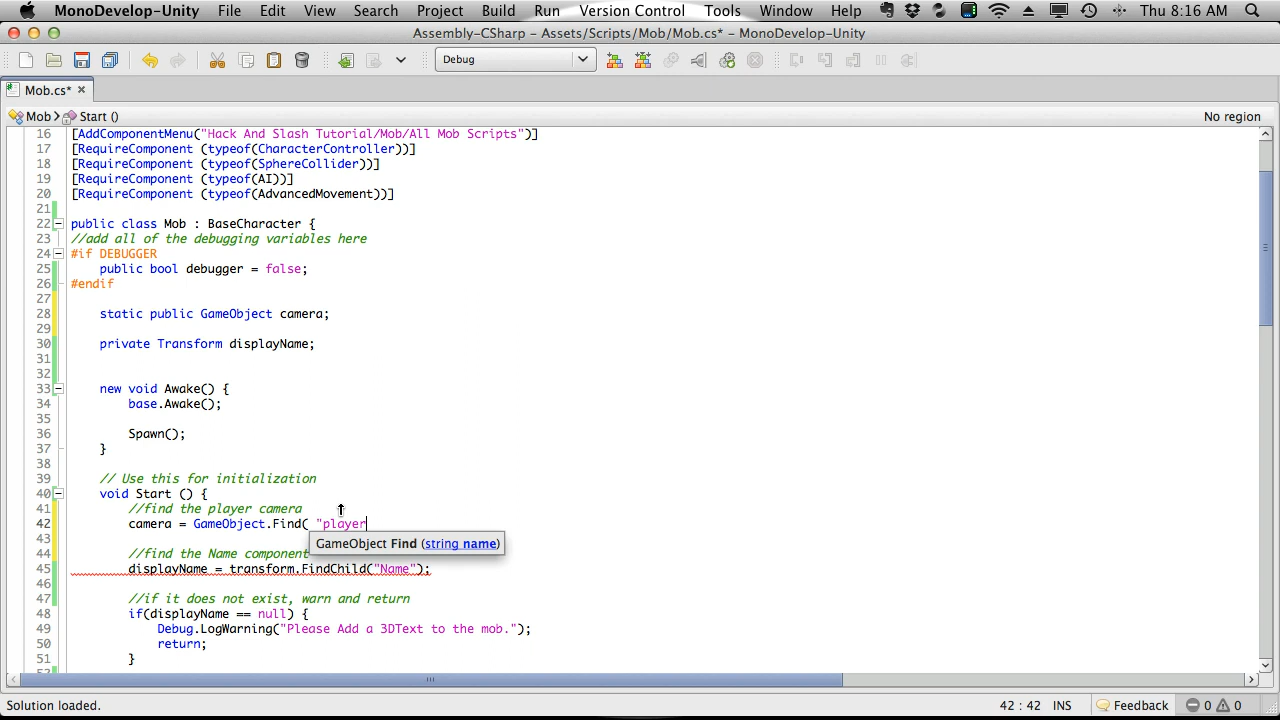 MonoDevelop-Unity File Edit View Search Project Build Run Version Control Tools Window Help Thu 8:16 AM
Assembly-CSharp – Assets/Scripts/Mob/Mob.cs* – MonoDevelop-Unity
Debug
Mob.cs*
Mob Start () No region
16 [AddComponentMenu("Hack And Slash Tutorial/Mob/All Mob Scripts")]
17 [RequireComponent (typeof(CharacterController))]
18 [RequireComponent (typeof(SphereCollider))]
19 [RequireComponent (typeof(AI))]
20 [RequireComponent (typeof(AdvancedMovement))]
21
22 public class Mob : BaseCharacter {
23 //add all of the debugging variables here
24 #if DEBUGGER
25 public bool debugger = false;
26 #endif
27
28 static public GameObject camera;
29
30 private Transform displayName;
31
32
33 new void Awake() {
34 base.Awake();
35
36 Spawn();
37 }
38
39 // Use this for initialization
40 void Start () {
41 //find the player camera
42 camera = GameObject.Find( "player
GameObject Find (string name)
43
44 //find the Name component
45 displayName = transform.FindChild("Name");
46
47 //if it does not exist, warn and return
48 if(displayName == null) {
49 Debug.LogWarning("Please Add a 3DText to the mob.");
50 return;
51 }
Solution loaded. 42 : 42 INS Feedback 0 0